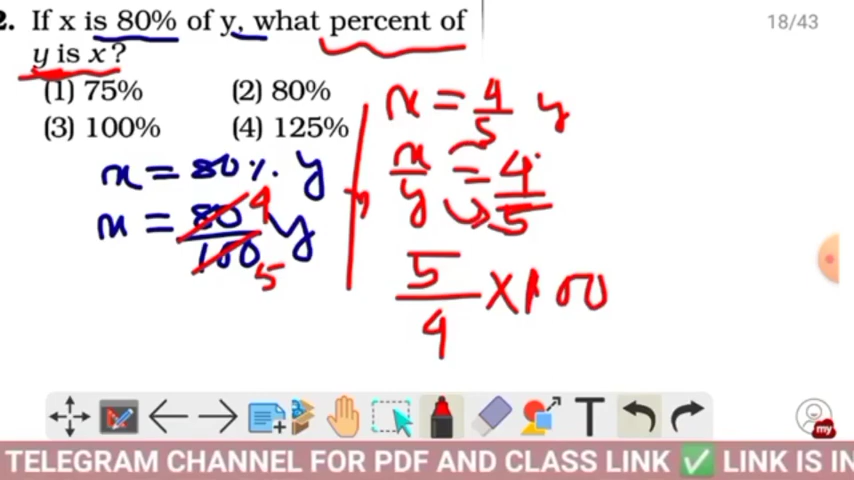 2. If x is 80% of y, what percent of
y is x?
(1) 75% (2) 80%
(3) 100% (4) 125%
18/43
x = 80% y
x = 80/100 y
4
5
x = 4/5 y
x/y = 4/5
5/4 × 100
T
my
TELEGRAM CHANNEL FOR PDF AND CLASS LINK ✅ LINK IS IN